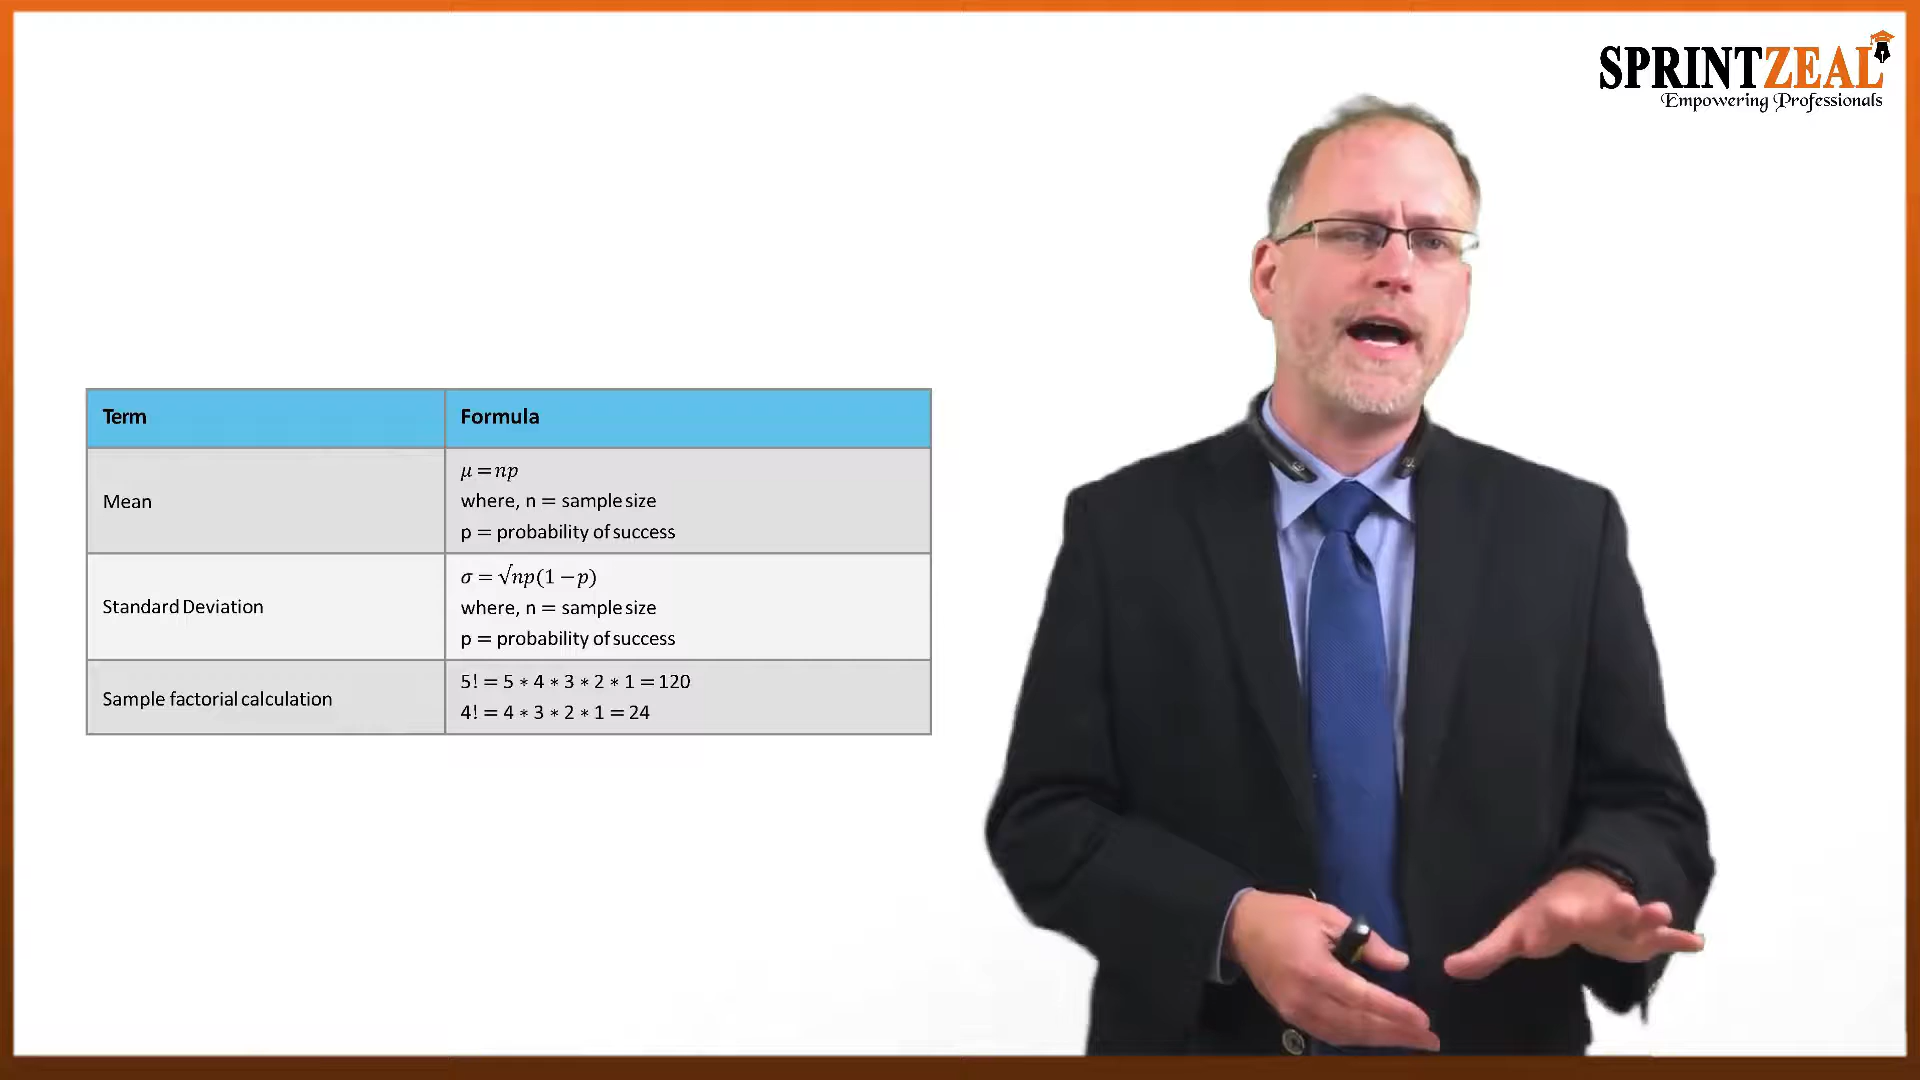 SPRINTZEAL
Empowering Professionals
Term
Formula
Mean
μ = np
where, n = sample size
p = probability of success
Standard Deviation
σ = √np(1 − p)
where, n = sample size
p = probability of success
Sample factorial calculation
5! = 5 ∗ 4 ∗ 3 ∗ 2 ∗ 1 = 120
4! = 4 ∗ 3 ∗ 2 ∗ 1 = 24